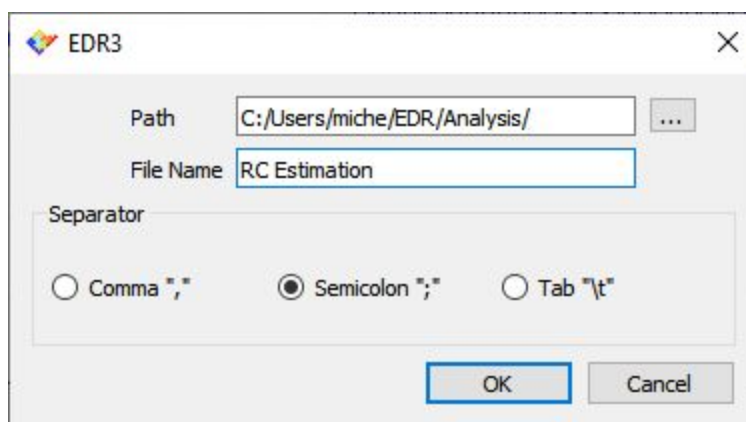 EDR3
Path C:/Users/miche/EDR/Analysis/ ...
File Name RC Estimation
Separator
Comma "," Semicolon ";" Tab "\t"
OK Cancel